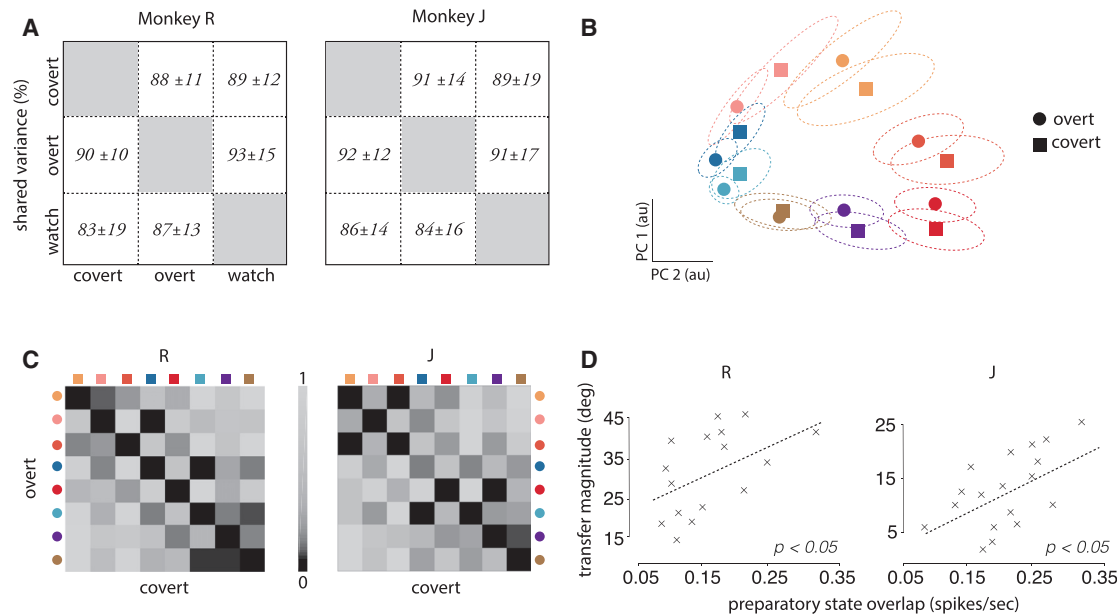 A
Monkey R
Monkey J
shared variance (%)
covert
overt
watch
88 ±11
89 ±12
90 ±10
93±15
83±19
87±13
covert
overt
watch
91 ±14
89±19
92 ±12
91±17
86±14
84±16
B
overt
covert
PC 1 (au)
PC 2 (au)
C
R
J
overt
1
0
covert
covert
D
R
J
transfer magnitude (deg)
45
35
25
15
p < 0.05
0.05
0.15
0.25
25
15
5
p < 0.05
0.05
0.15
0.25
0.35
preparatory state overlap (spikes/sec)